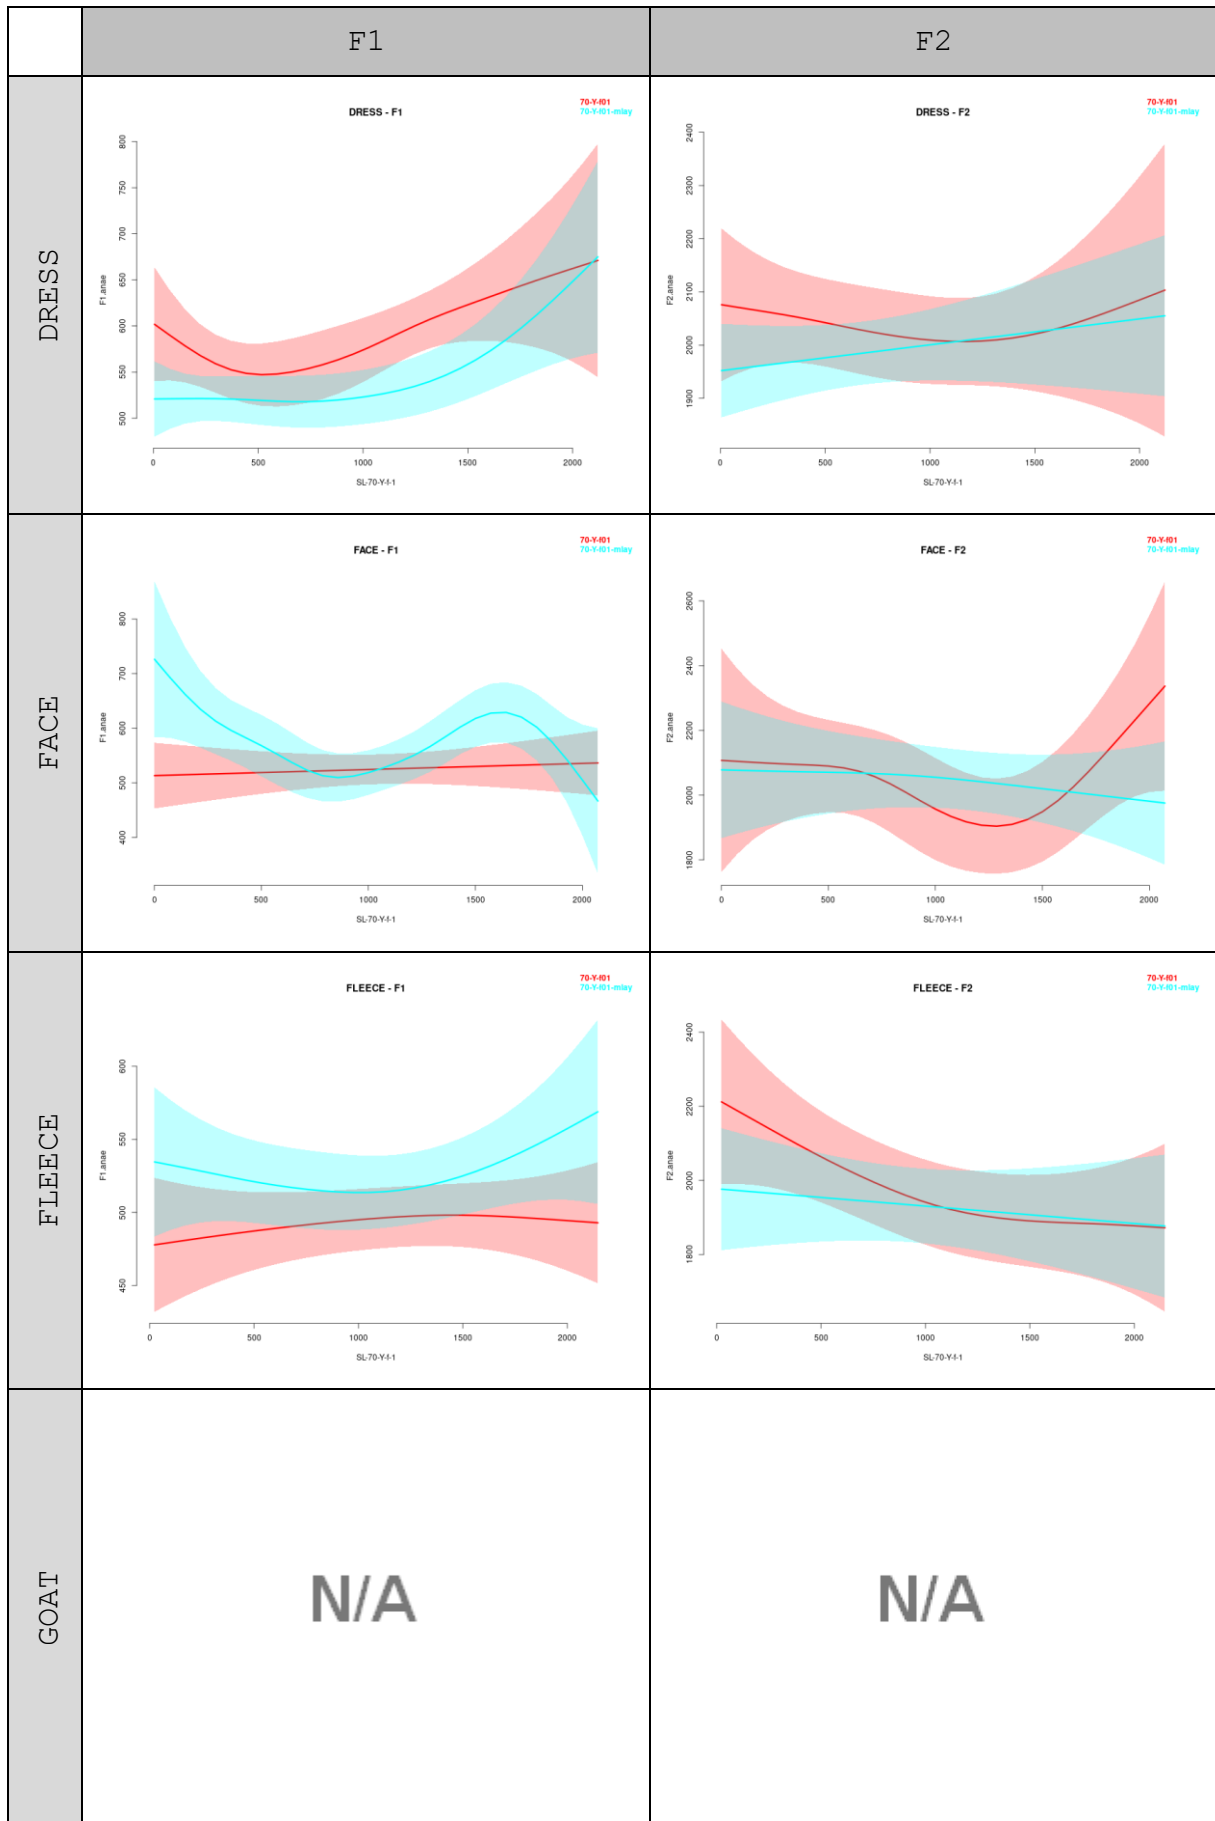 F1
F2
DRESS
DRESS - F1
70-Y-f01
70-Y-f01-mlay
F1.anae
800
750
700
650
600
550
500
0 500 1000 1500 2000
SL-70-Y-f-1
DRESS - F2
70-Y-f01
70-Y-f01-mlay
F2.anae
2400
2300
2200
2100
2000
1900
0 500 1000 1500 2000
SL-70-Y-f-1
FACE
FACE - F1
70-Y-f01
70-Y-f01-mlay
F1.anae
800
700
600
500
400
0 500 1000 1500 2000
SL-70-Y-f-1
FACE - F2
70-Y-f01
70-Y-f01-mlay
F2.anae
2600
2400
2200
2000
1800
0 500 1000 1500 2000
SL-70-Y-f-1
FLEECE
FLEECE - F1
70-Y-f01
70-Y-f01-mlay
F1.anae
600
550
500
450
0 500 1000 1500 2000
SL-70-Y-f-1
FLEECE - F2
70-Y-f01
70-Y-f01-mlay
F2.anae
2400
2200
2000
1800
0 500 1000 1500 2000
SL-70-Y-f-1
GOAT
N/A
N/A